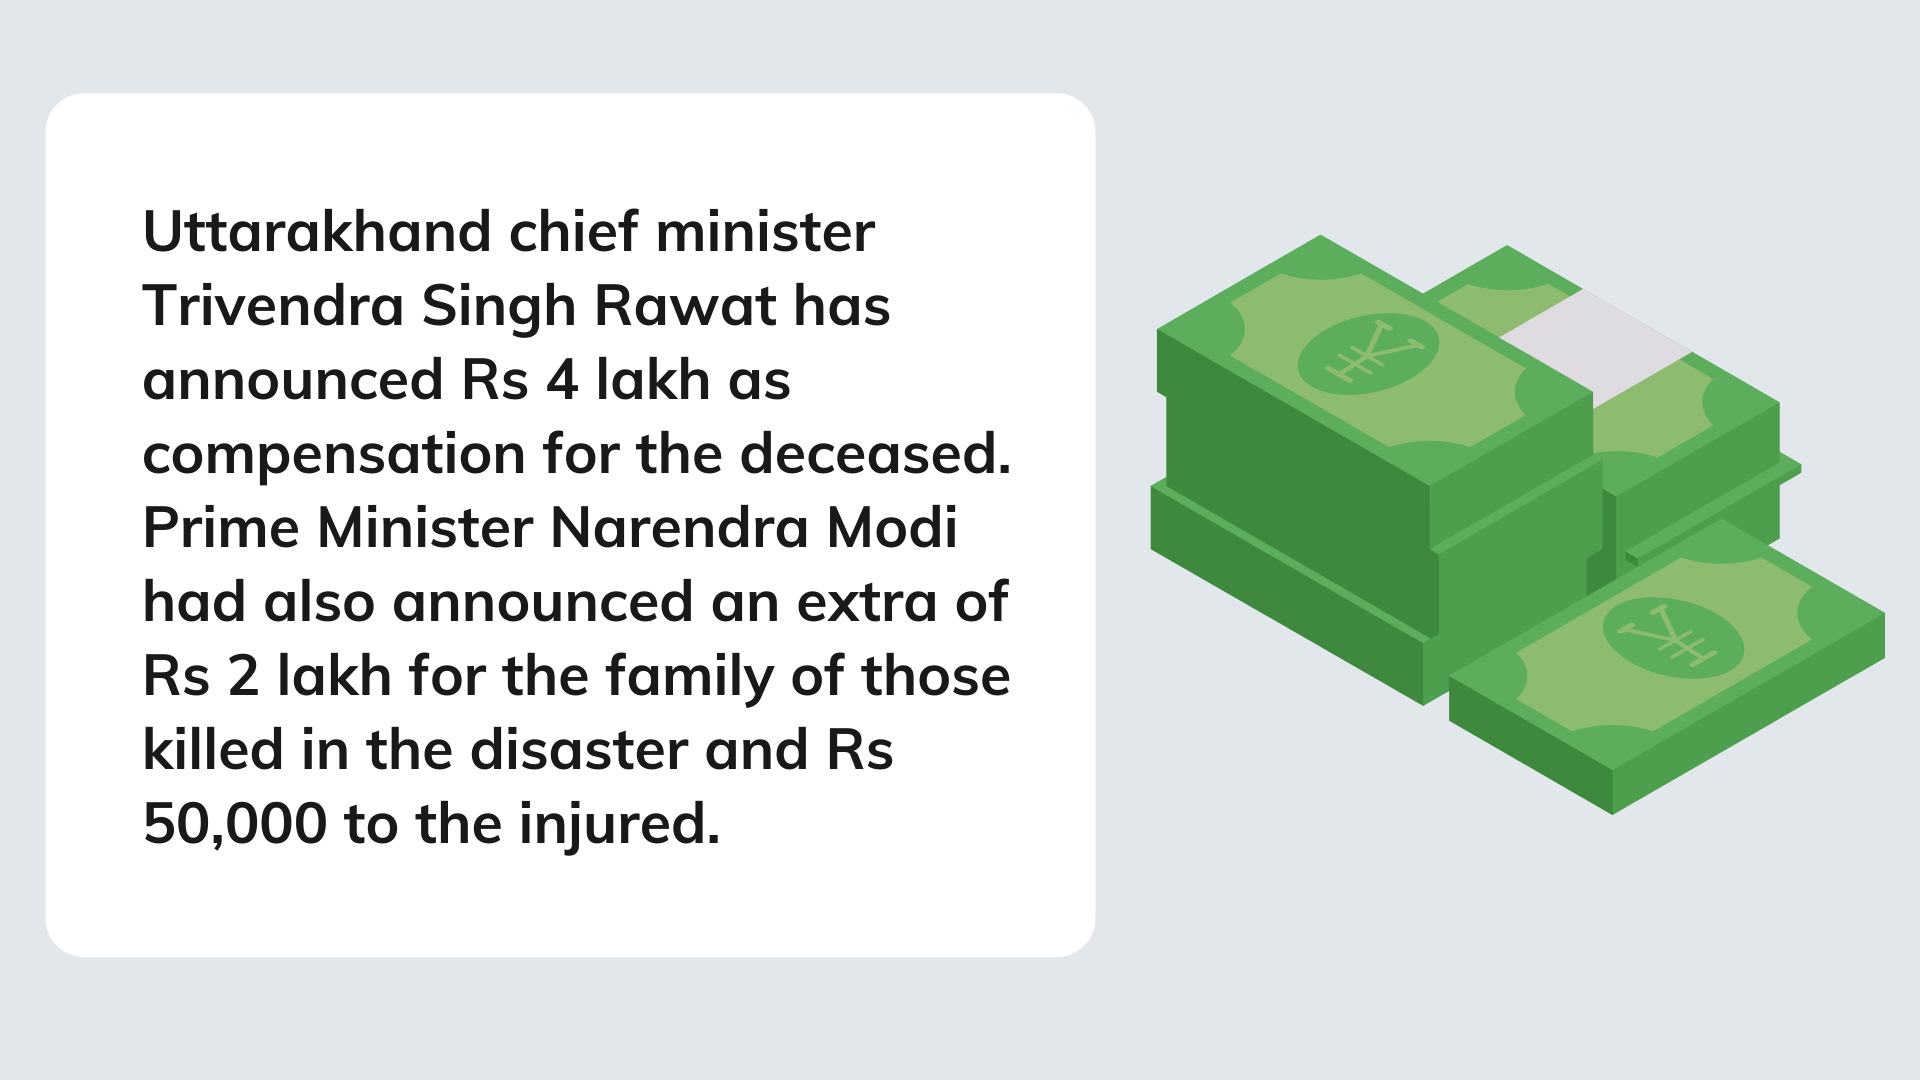 Uttarakhand chief minister
Trivendra Singh Rawat has
announced Rs 4 lakh as
compensation for the deceased.
Prime Minister Narendra Modi
had also announced an extra of
Rs 2 lakh for the family of those
killed in the disaster and Rs
50,000 to the injured.